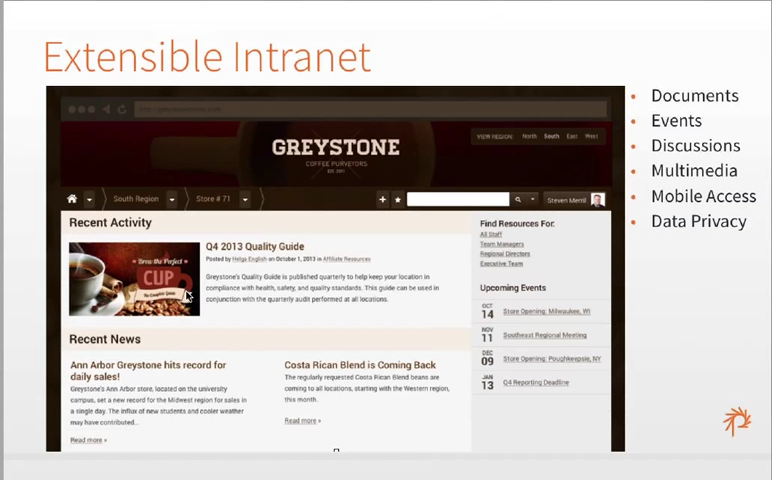 Extensible Intranet
GREYSTONE
COFFEE PURVEYORS
VIEW REGION: North South East West
South Region
Store # 71
Steven Merrill
Recent Activity
Brew the Perfect
CUP
The Complete Guide
Q4 2013 Quality Guide
Posted by Helga English on October 1, 2013 in Affiliate Resources
Greystone's Quality Guide is published quarterly to help keep your location in
compliance with health, safety, and quality standards. This guide can be used in
conjunction with the quarterly audit performed at all locations.
Recent News
Ann Arbor Greystone hits record for
daily sales!
Greystone's Ann Arbor store, located on the university
campus, set a new record for the Midwest region for sales in
a single day. The influx of new students and cooler weather
may have contributed...
Read more »
Costa Rican Blend is Coming Back
The regularly requested Costa Rican Blend beans are
coming to all locations, starting with the Western region,
this month.
Read more »
Find Resources For:
All Staff
Team Managers
Regional Directors
Executive Team
Upcoming Events
OCT
14
Store Opening: Milwaukee, WI
NOV
11
Southeast Regional Meeting
DEC
09
Store Opening: Poughkeepsie, NY
JAN
13
Q4 Reporting Deadline
• Documents
• Events
• Discussions
• Multimedia
• Mobile Access
• Data Privacy